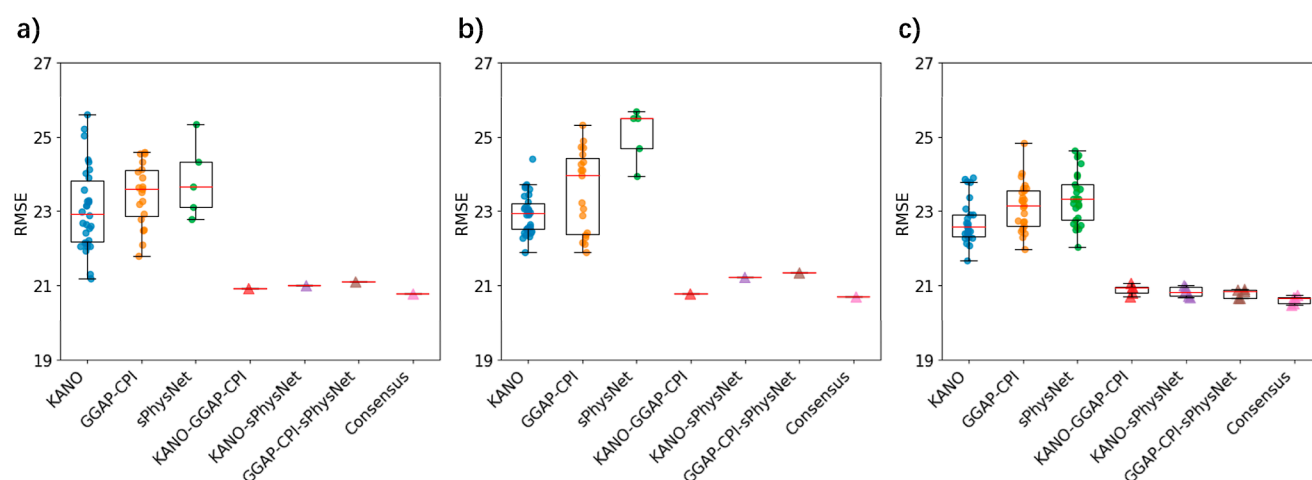 a)
27
25
23
21
19
RMSE
KANO
GGAP-CPI
sPhysNet
KANO-GGAP-CPI
KANO-sPhysNet
GGAP-CPI-sPhysNet
Consensus
b)
27
25
23
21
19
RMSE
KANO
GGAP-CPI
sPhysNet
KANO-GGAP-CPI
KANO-sPhysNet
GGAP-CPI-sPhysNet
Consensus
c)
27
25
23
21
19
RMSE
KANO
GGAP-CPI
sPhysNet
KANO-GGAP-CPI
KANO-sPhysNet
GGAP-CPI-sPhysNet
Consensus